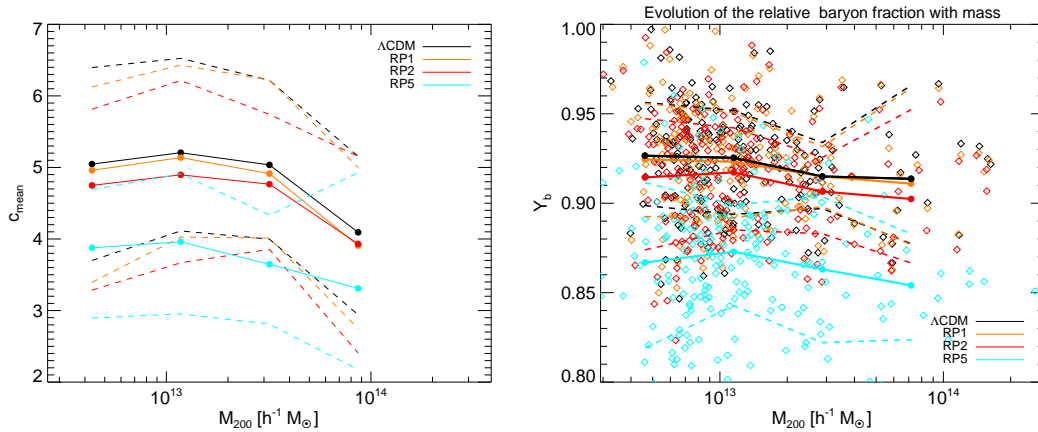 7
6
5
4
3
2
c_mean
ΛCDM
RP1
RP2
RP5
10^13
10^14
M_200 [h^-1 M_⊙]
Evolution of the relative baryon fraction with mass
1.00
0.95
0.90
0.85
0.80
Y_b
ΛCDM
RP1
RP2
RP5
10^13
10^14
M_200 [h^-1 M_⊙]